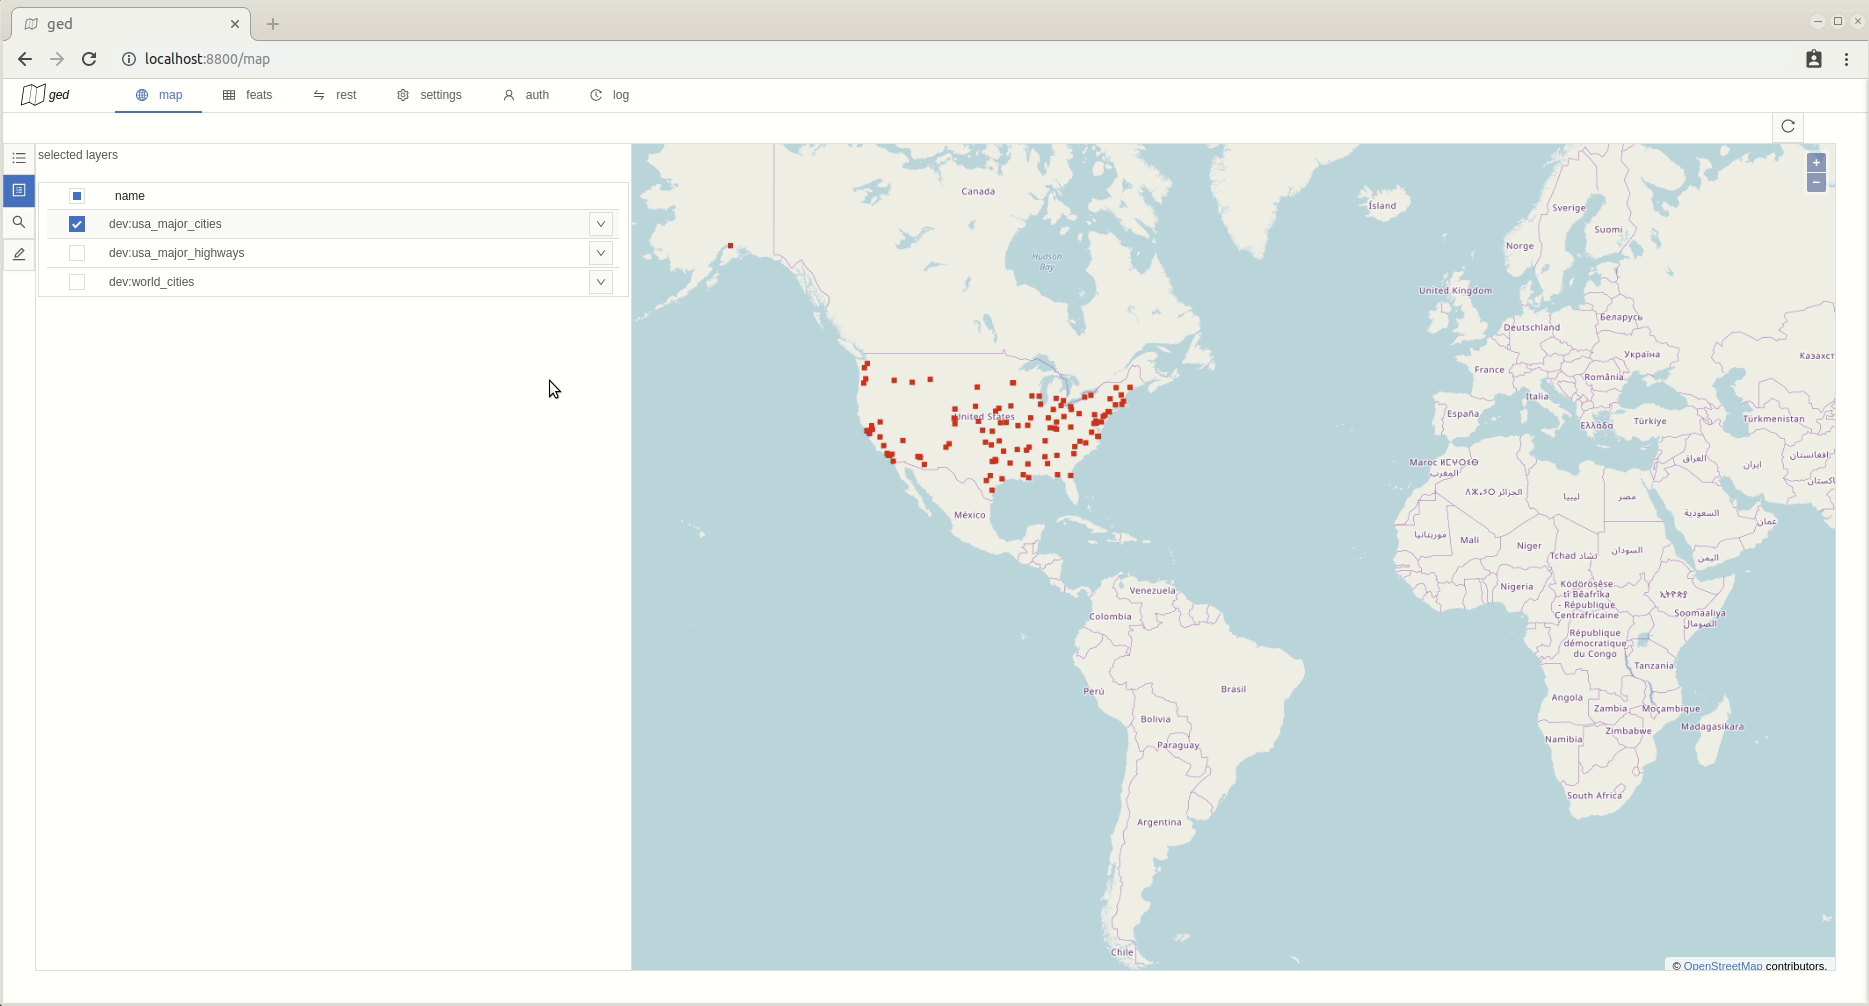 ged
localhost:8800/map
ged
map
feats
rest
settings
auth
log
selected layers
name
dev:usa_major_cities
dev:usa_major_highways
dev:world_cities
+
−
Canada
Hudson
Bay
United States
México
Venezuela
Colombia
Perú
Brasil
Bolivia
Paraguay
Argentina
Chile
Ísland
Sverige
Suomi
Norge
United Kingdom
Беларусь
Deutschland
Україна
Казахст
France
România
Italia
España
Ελλάδα
Türkiye
Türkmenistan
العراق
ایران
افغانستان
پاکستان
Maroc ⵍⵎⵖⵔⵉⴱ
المغرب
الجزائر
ليبيا
مصر
السعودية
عمان
موريتانيا
Mali
Niger
Tchad تشاد
السودان
اليمن
Nigeria
Ködörösêse
tî Bêafrîka
- République
Centrafricaine
ኢትዮጵያ
Soomaaliya
الصومال
République
démocratique
du Congo
Tanzania
Angola
Zambia
Moçambique
Zimbabwe
Madagasikara
Namibia
South Africa
© OpenStreetMap contributors.